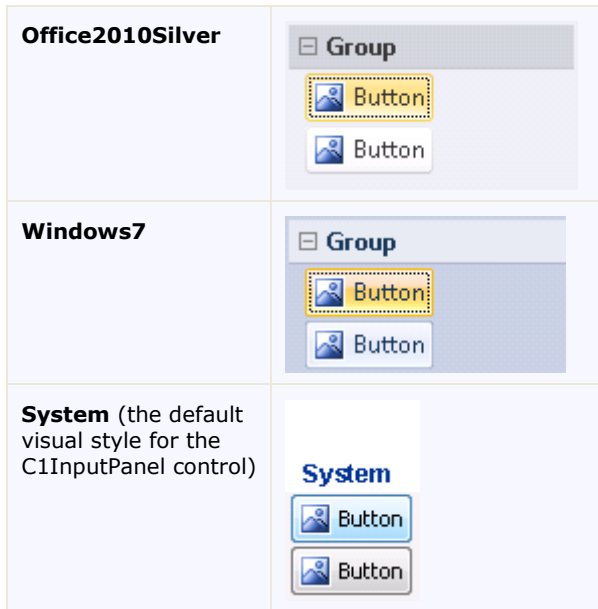 Office2010Silver
Group
Button
Button
Windows7
Group
Button
Button
System (the default
visual style for the
C1InputPanel control)
System
Button
Button